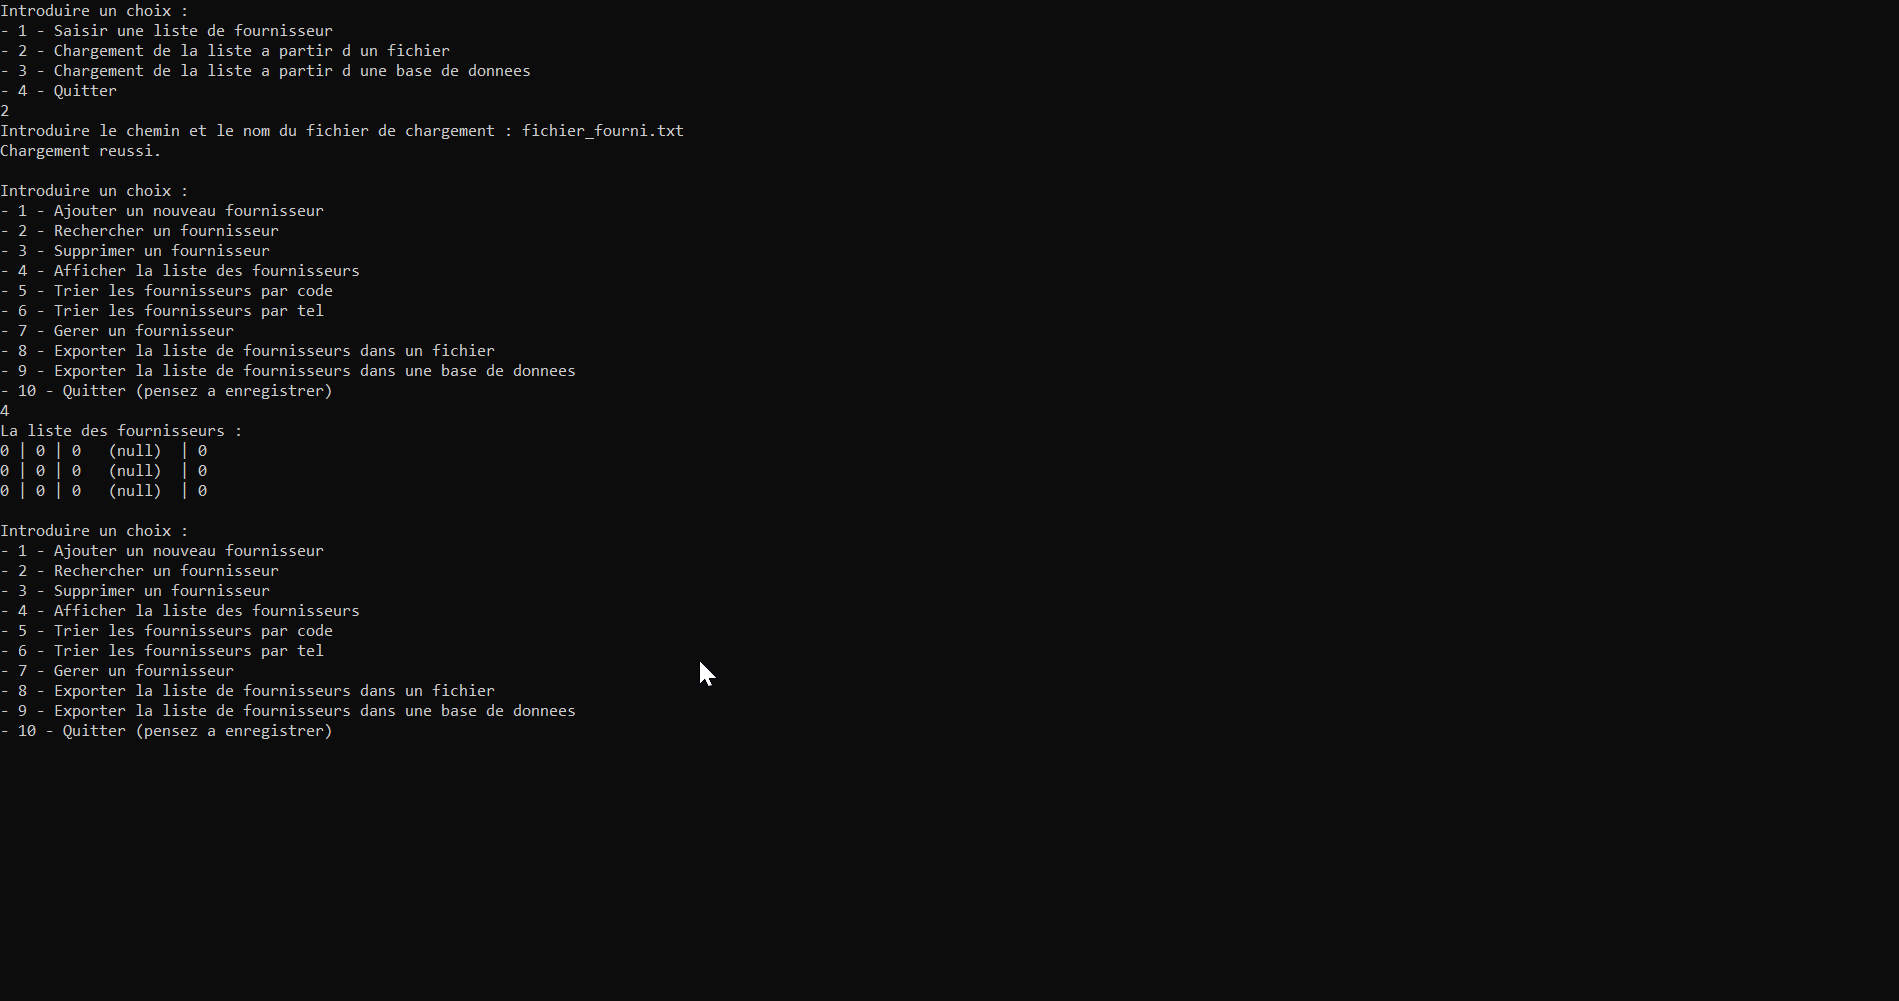 Introduire un choix :
- 1 - Saisir une liste de fournisseur
- 2 - Chargement de la liste a partir d un fichier
- 3 - Chargement de la liste a partir d une base de donnees
- 4 - Quitter
2
Introduire le chemin et le nom du fichier de chargement : fichier_fourni.txt
Chargement reussi.
Introduire un choix :
- 1 - Ajouter un nouveau fournisseur
- 2 - Rechercher un fournisseur
- 3 - Supprimer un fournisseur
- 4 - Afficher la liste des fournisseurs
- 5 - Trier les fournisseurs par code
- 6 - Trier les fournisseurs par tel
- 7 - Gerer un fournisseur
- 8 - Exporter la liste de fournisseurs dans un fichier
- 9 - Exporter la liste de fournisseurs dans une base de donnees
- 10 - Quitter (pensez a enregistrer)
4
La liste des fournisseurs :
0 | 0 | 0   (null)  | 0
0 | 0 | 0   (null)  | 0
0 | 0 | 0   (null)  | 0
Introduire un choix :
- 1 - Ajouter un nouveau fournisseur
- 2 - Rechercher un fournisseur
- 3 - Supprimer un fournisseur
- 4 - Afficher la liste des fournisseurs
- 5 - Trier les fournisseurs par code
- 6 - Trier les fournisseurs par tel
- 7 - Gerer un fournisseur
- 8 - Exporter la liste de fournisseurs dans un fichier
- 9 - Exporter la liste de fournisseurs dans une base de donnees
- 10 - Quitter (pensez a enregistrer)